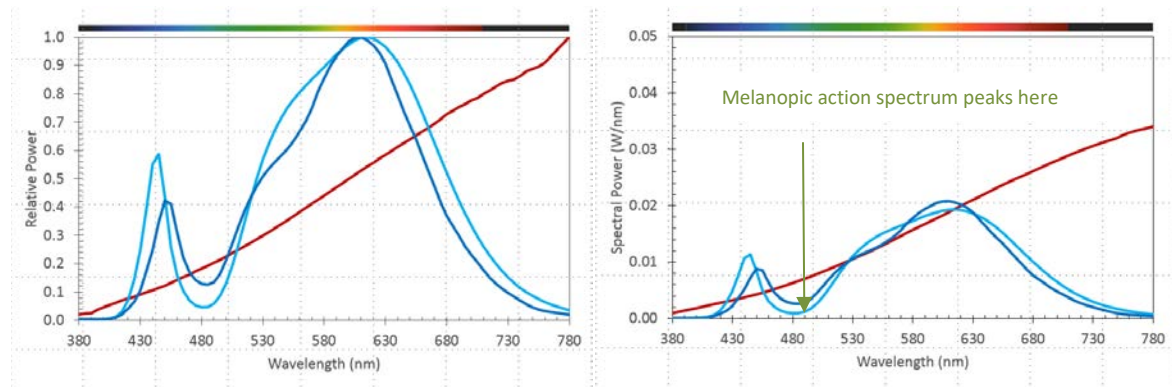 1.0
0.9
0.8
0.7
0.6
0.5
0.4
0.3
0.2
0.1
0.0
Relative Power
380 430 480 530 580 630 680 730 780
Wavelength (nm)
0.05
0.04
0.03
0.02
0.01
0.00
Spectral Power (W/nm)
Melanopic action spectrum peaks here
380 430 480 530 580 630 680 730 780
Wavelength (nm)